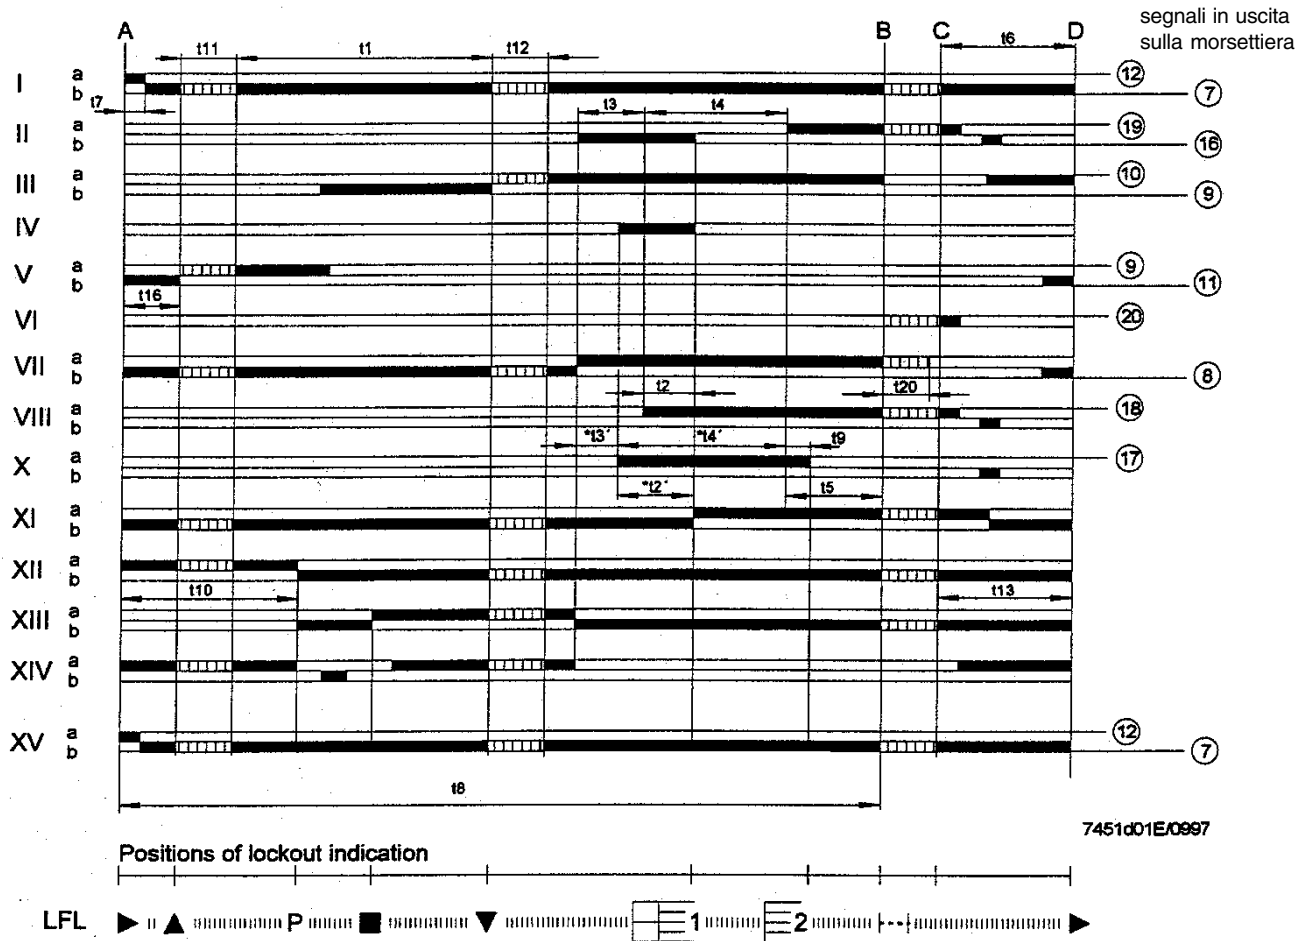 segnali in uscita
sulla morsettiera
A B C D
t11 t1 t12 t6
I a b 12 7
t7 t3 t4
II a b 19 16
III a b 10 9
IV
V a b 9 11
t16
VI 20
VII a b 8
t2 t20
VIII a b 18
"t3´ "t4´ t9
X a b 17
"t2´ t5
XI a b
XII a b
t10 t13
XIII a b
XIV a b
XV a b 12 7
t8
7451d01E/0997
Positions of lockout indication
LFL P 1 2